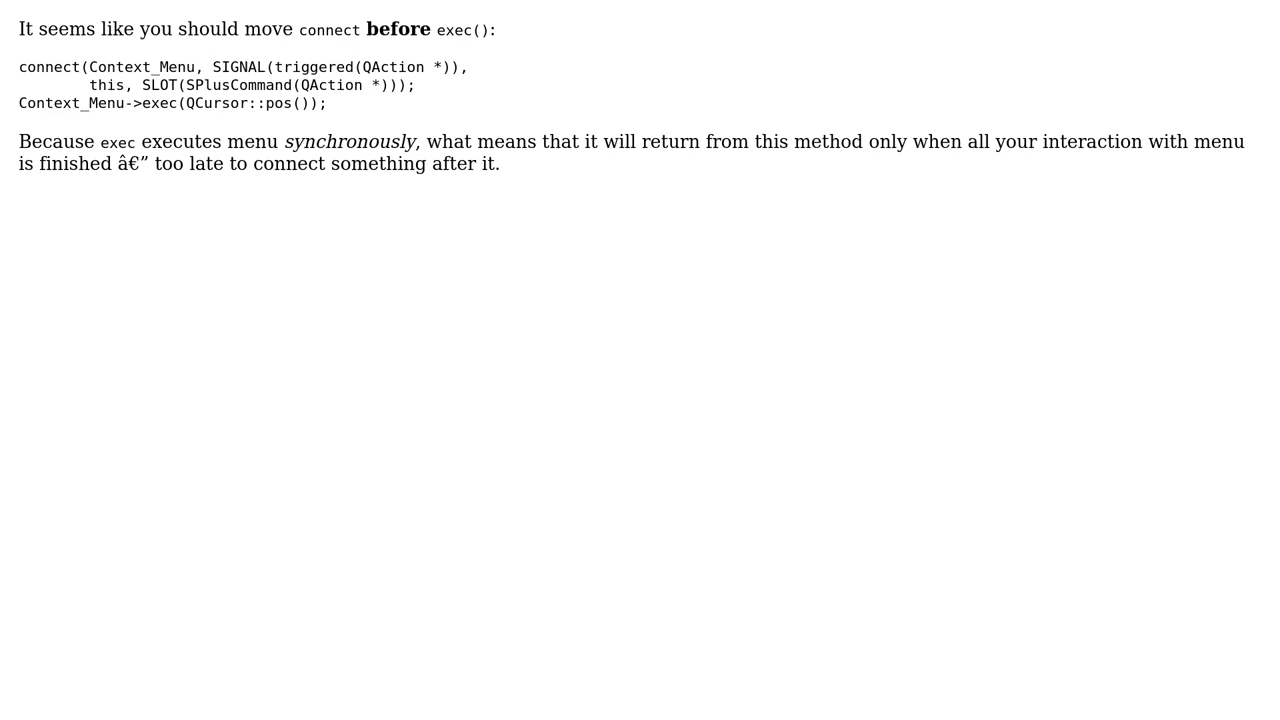 It seems like you should move connect before exec():
connect(Context_Menu, SIGNAL(triggered(QAction *)),
        this, SLOT(SPlusCommand(QAction *)));
Context_Menu->exec(QCursor::pos());
Because exec executes menu synchronously, what means that it will return from this method only when all your interaction with menu
is finished â€” too late to connect something after it.